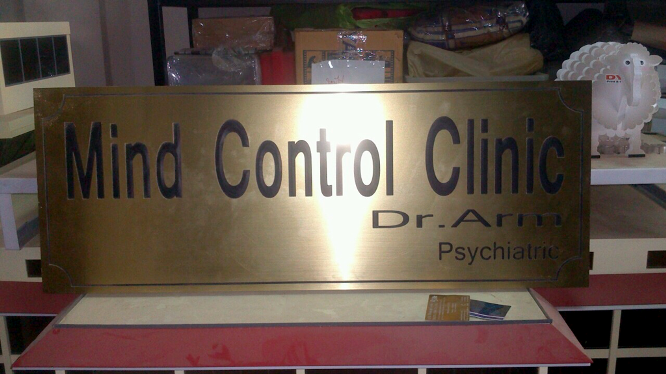 Mind Control Clinic
Dr.Arm
Psychiatric